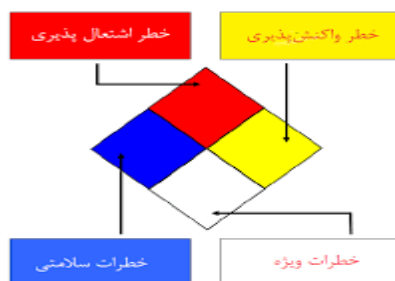 خطر واکنش‌پذیری
خطر اشتعال پذیری
خطرات ویژه
خطرات سلامتی